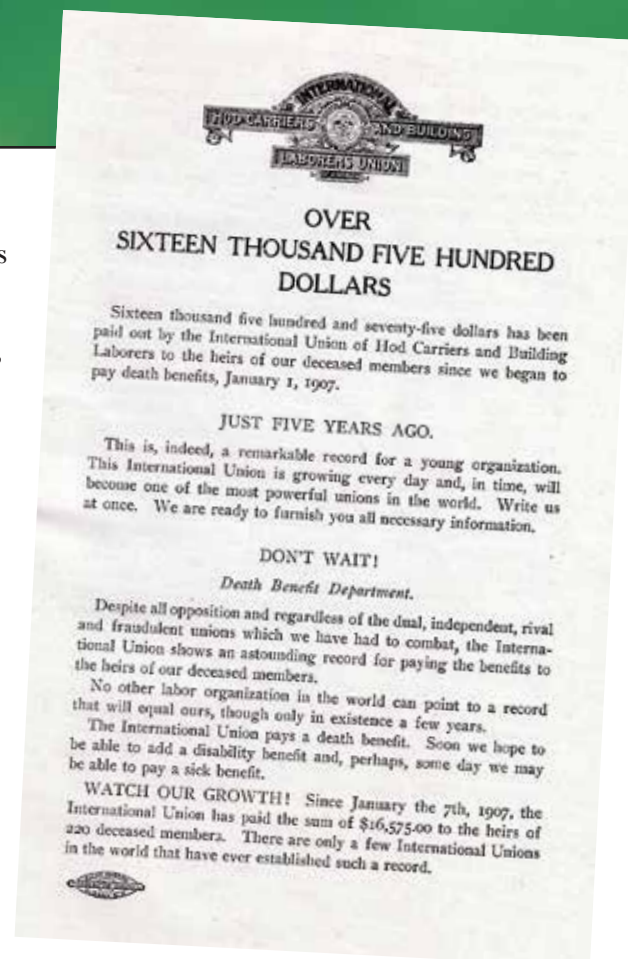 s
,
INTERNATIONAL
HOD CARRIERS AND BUILDING
LABORERS UNION
OVER
SIXTEEN THOUSAND FIVE HUNDRED
DOLLARS
Sixteen thousand five hundred and seventy-five dollars has been
paid out by the International Union of Hod Carriers and Building
Laborers to the heirs of our deceased members since we began to
pay death benefits, January 1, 1907.
JUST FIVE YEARS AGO.
This is, indeed, a remarkable record for a young organization.
This International Union is growing every day and, in time, will
become one of the most powerful unions in the world. Write us
at once. We are ready to furnish you all necessary information.
DON'T WAIT!
Death Benefit Department.
Despite all opposition and regardless of the dual, independent, rival
and fraudulent unions which we have had to combat, the Interna-
tional Union shows an astounding record for paying the benefits to
the heirs of our deceased members.
No other labor organization in the world can point to a record
that will equal ours, though only in existence a few years.
The International Union pays a death benefit. Soon we hope to
be able to add a disability benefit and, perhaps, some day we may
be able to pay a sick benefit.
WATCH OUR GROWTH! Since January the 7th, 1907, the
International Union has paid the sum of $16,575.00 to the heirs of
220 deceased members. There are only a few International Unions
in the world that have ever established such a record.